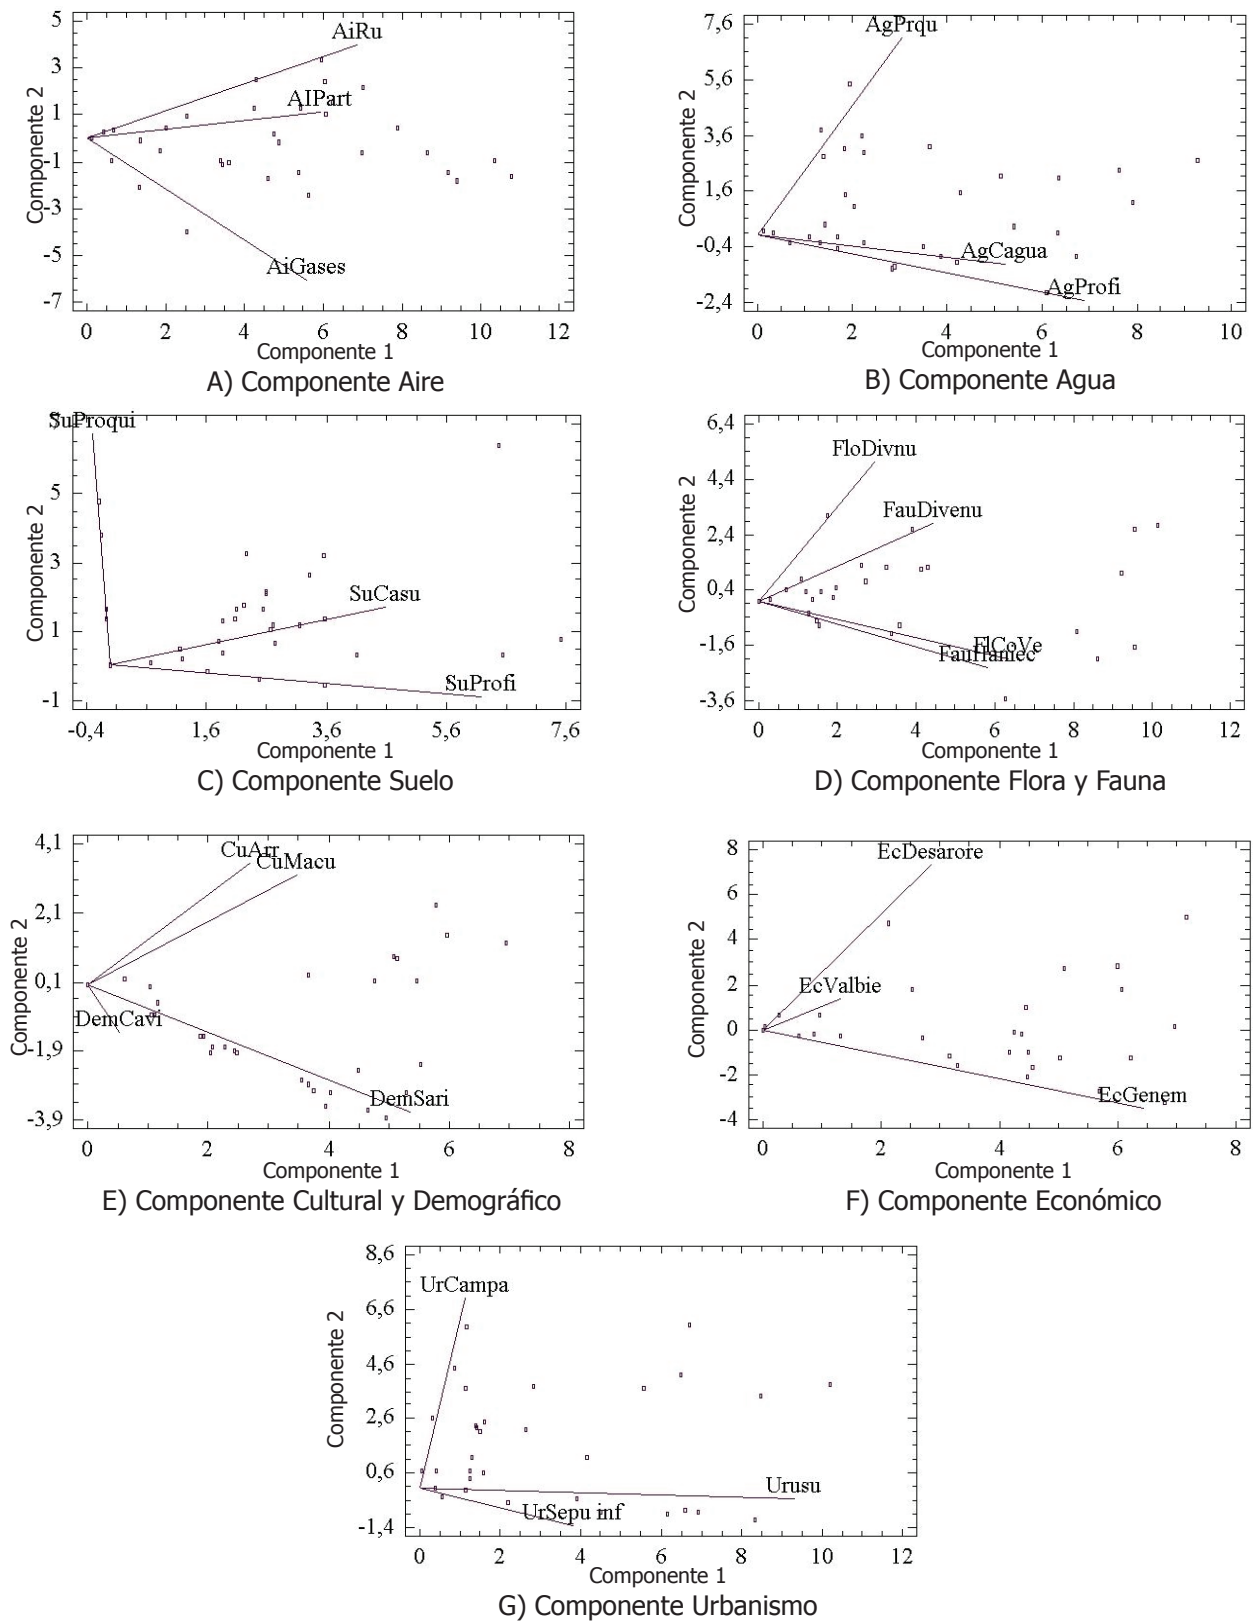 5
3
1
-1
-3
-5
-7
Componente 2
AiRu
AIPart
AiGases
0 2 4 6 8 10 12
Componente 1
A) Componente Aire
7,6
5,6
3,6
1,6
-0,4
-2,4
Componente 2
AgPrqu
AgCagua
AgProfi
0 2 4 6 8 10
Componente 1
B) Componente Agua
7
5
3
1
-1
Componente 2
SuProqui
SuCasu
SuProfi
-0,4 1,6 3,6 5,6 7,6
Componente 1
C) Componente Suelo
6,4
4,4
2,4
0,4
-1,6
-3,6
Componente 2
FloDivnu
FauDivenu
FlCoVe
0 2 4 6 8 10 12
Componente 1
D) Componente Flora y Fauna
4,1
2,1
0,1
-1,9
-3,9
Componente 2
CuArr
CuMacu
DemCavi
DemSari
0 2 4 6 8
Componente 1
E) Componente Cultural y Demográfico
8
6
4
2
0
-2
-4
Componente 2
EcDesarore
EcValbie
EcGenem
0 2 4 6 8
Componente 1
F) Componente Económico
8,6
6,6
4,6
2,6
0,6
-1,4
Componente 2
UrCampa
Urusu
UrSepu inf
0 2 4 6 8 10 12
Componente 1
G) Componente Urbanismo